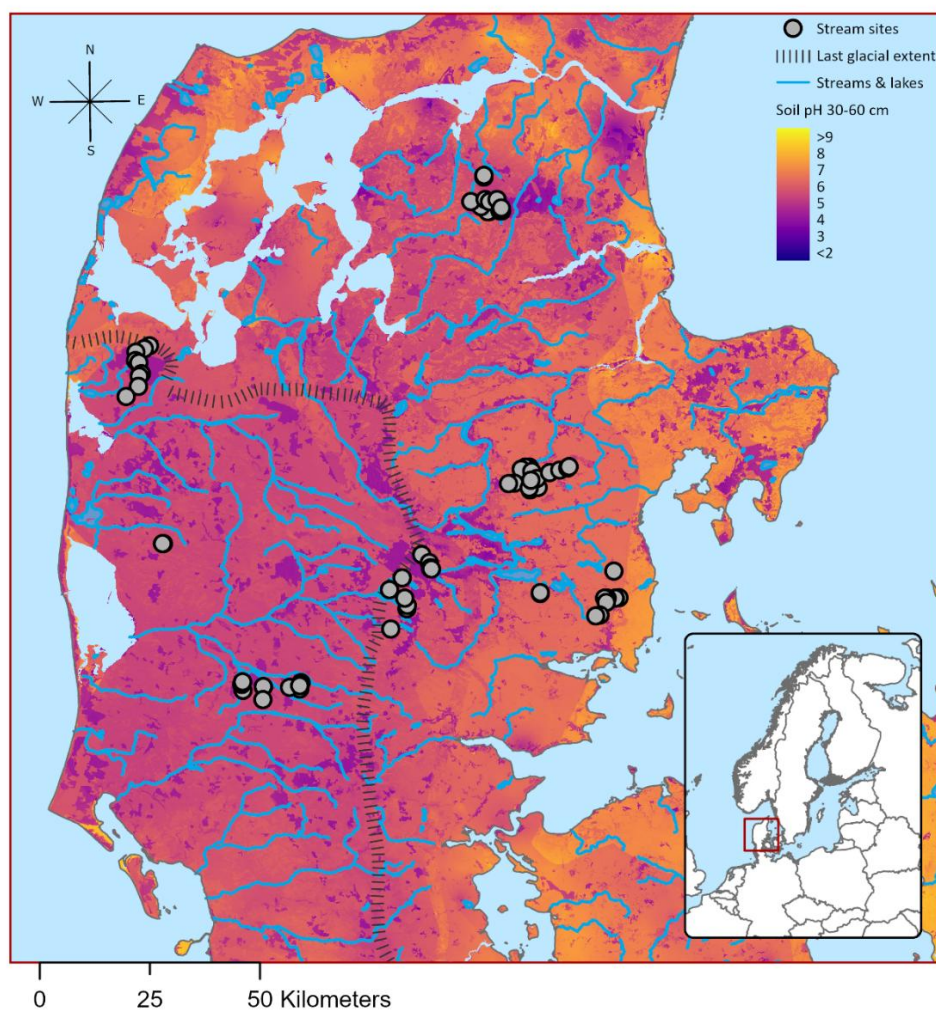 N
W E
S
Stream sites
Last glacial extent
Streams & lakes
Soil pH 30-60 cm
>9
8
7
6
5
4
3
<2
0 25 50 Kilometers